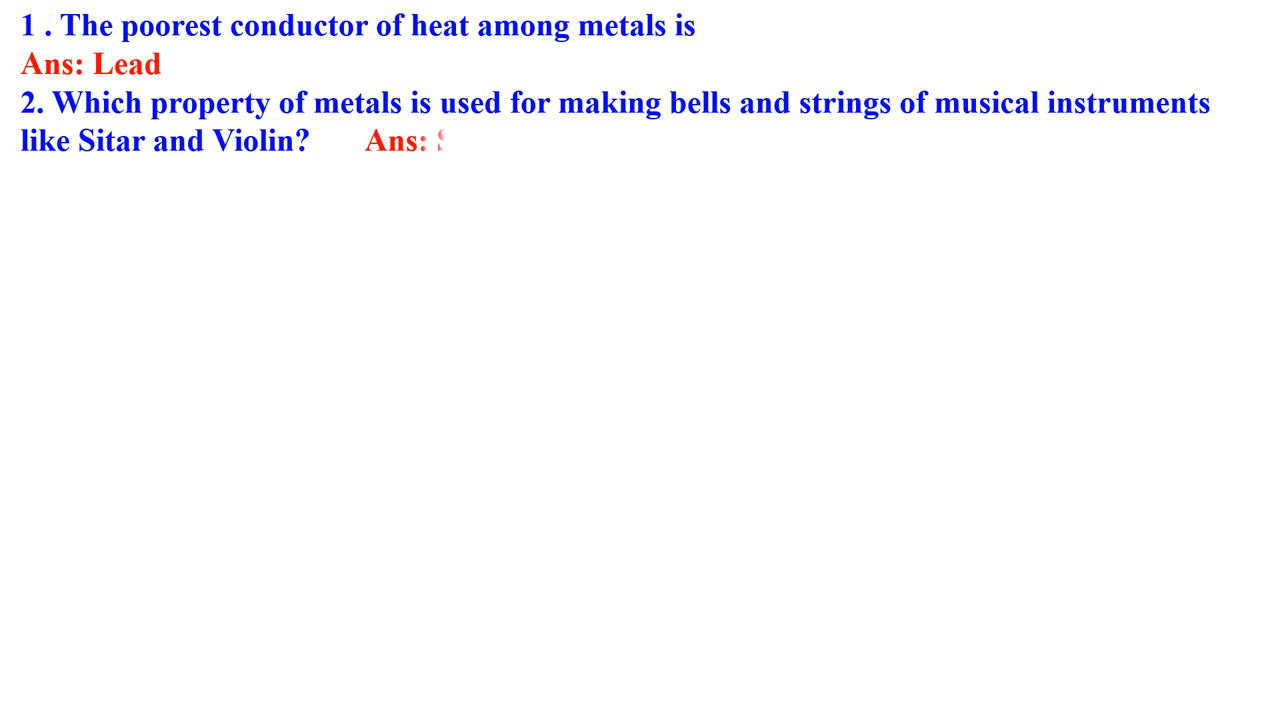 1 . The poorest conductor of heat among metals is
Ans: Lead
2. Which property of metals is used for making bells and strings of musical instruments
like Sitar and Violin? Ans: